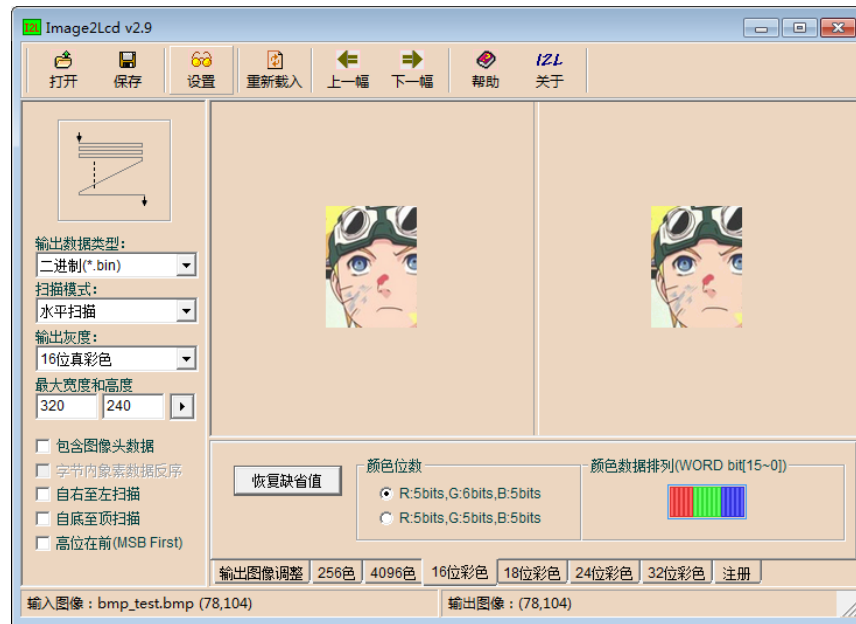 Image2Lcd v2.9
打开 保存 设置 重新载入 上一幅 下一幅 帮助 关于
I2L
输出数据类型:
二进制(*.bin)
扫描模式:
水平扫描
输出灰度:
16位真彩色
最大宽度和高度
320 240
包含图像头数据
字节内象素数据反序
自右至左扫描
自底至顶扫描
高位在前(MSB First)
恢复缺省值
颜色位数
R:5bits,G:6bits,B:5bits
R:5bits,G:5bits,B:5bits
颜色数据排列(WORD bit[15~0])
输出图像调整 256色 4096色 16位彩色 18位彩色 24位彩色 32位彩色 注册
输入图像：bmp_test.bmp (78,104) 输出图像：(78,104)